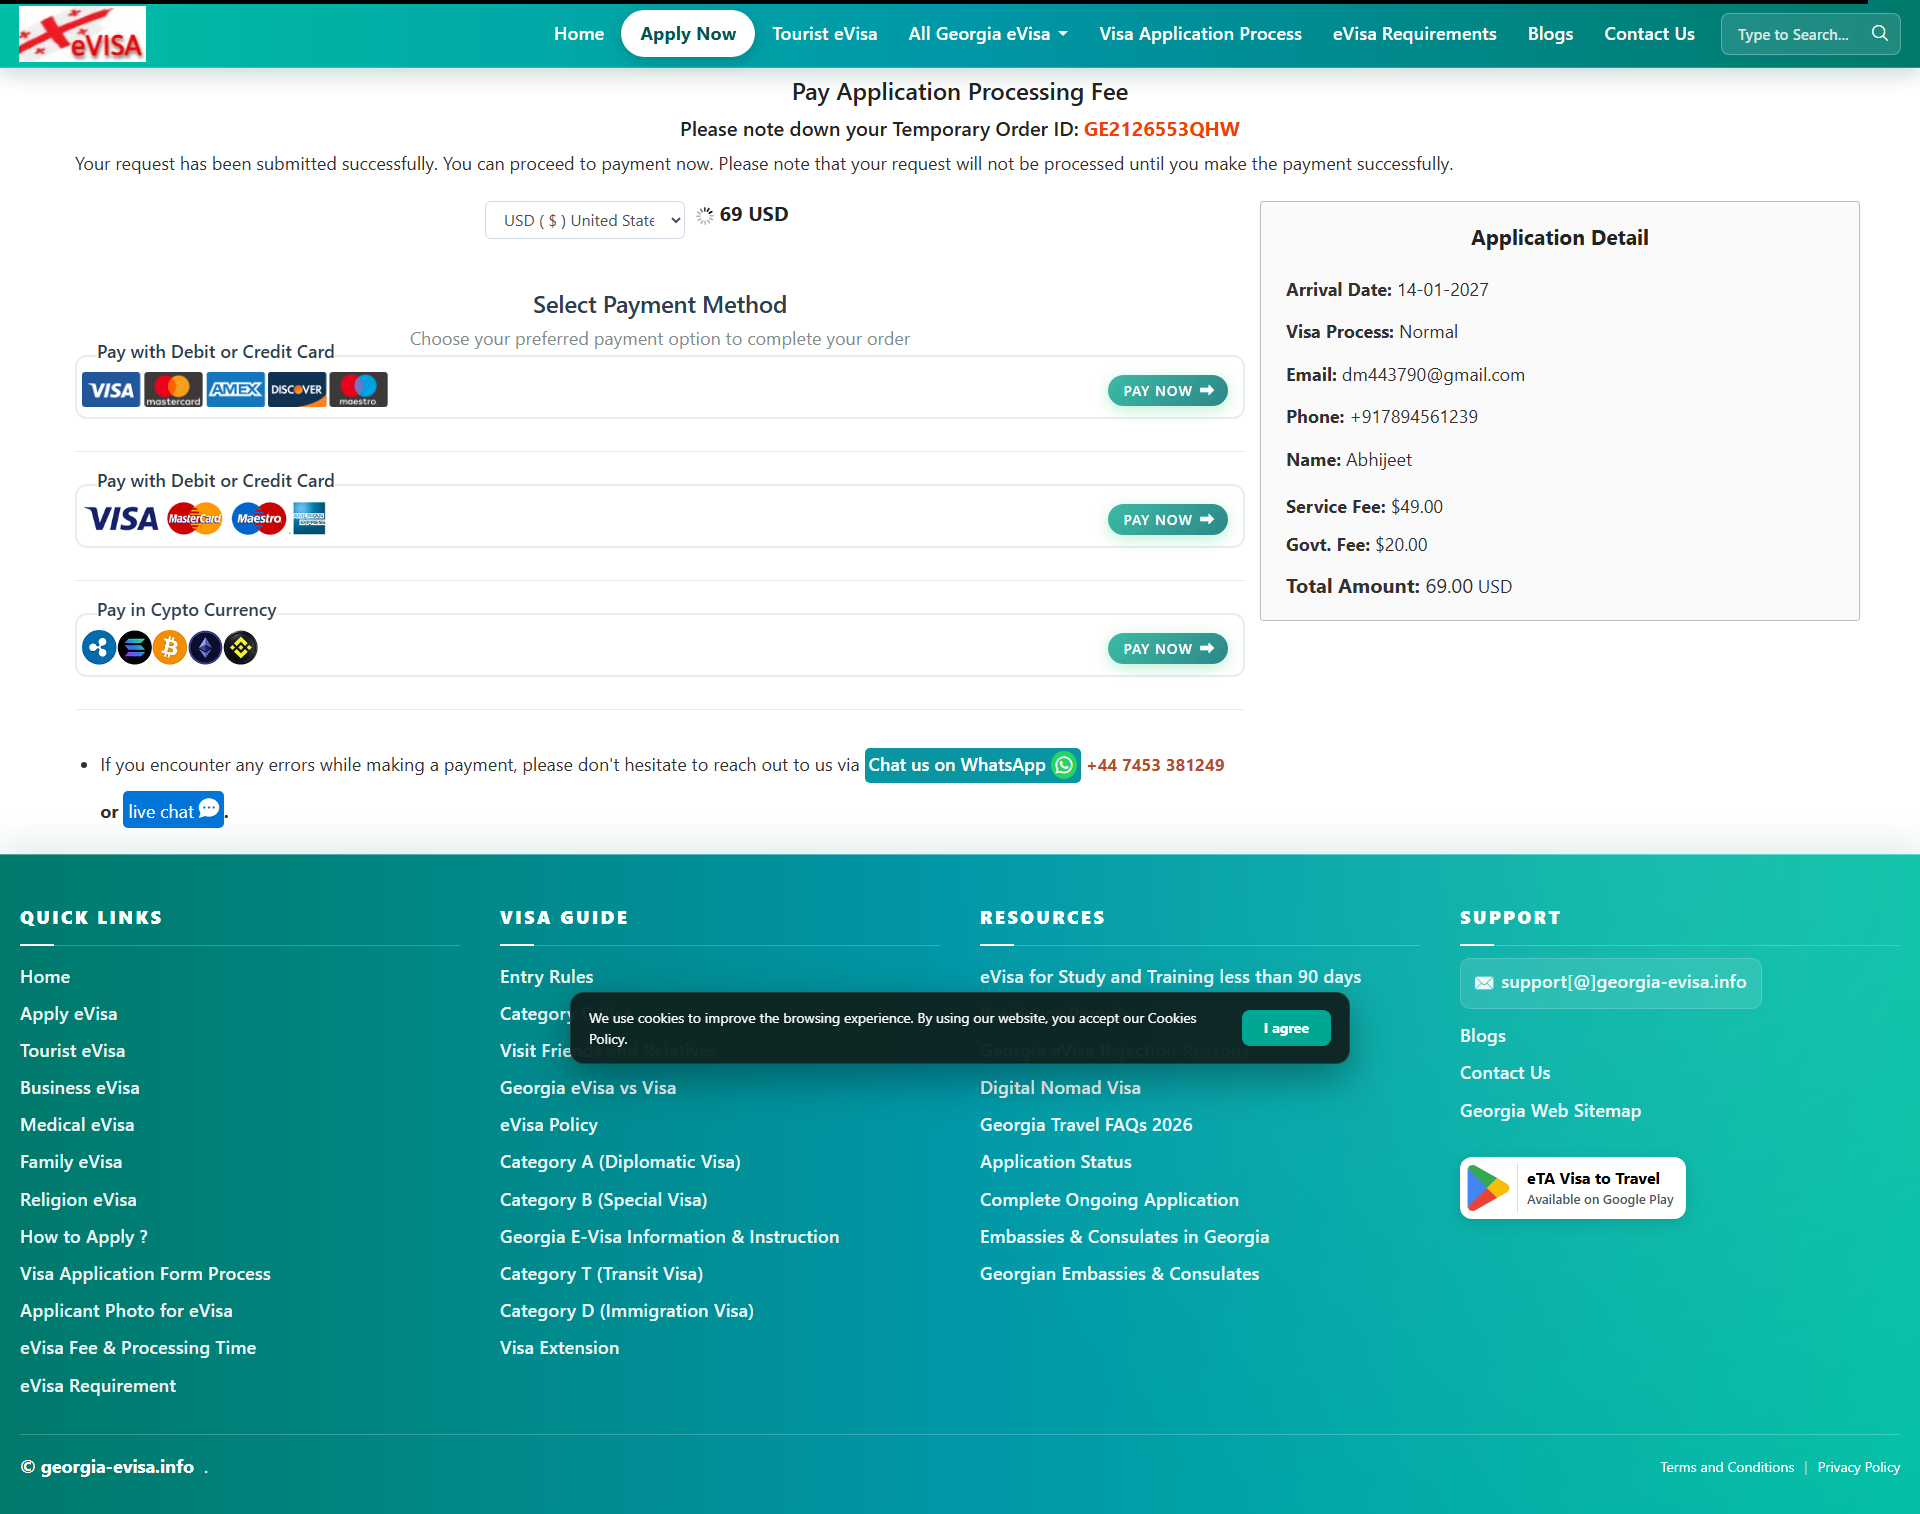 eVISA
Home
Apply Now
Tourist eVisa
All Georgia eVisa
Visa Application Process
eVisa Requirements
Blogs
Contact Us
Type to Search...
Pay Application Processing Fee
Please note down your Temporary Order ID: GE2126553QHW
Your request has been submitted successfully. You can proceed to payment now. Please note that your request will not be processed until you make the payment successfully.
USD ( $ ) United State
69 USD
Select Payment Method
Choose your preferred payment option to complete your order
Pay with Debit or Credit Card
VISA mastercard AMEX DISCOVER maestro
PAY NOW
Pay with Debit or Credit Card
VISA MasterCard Maestro AMERICAN EXPRESS
PAY NOW
Pay in Cypto Currency
PAY NOW
If you encounter any errors while making a payment, please don't hesitate to reach out to us via Chat us on WhatsApp +44 7453 381249
or live chat .
Application Detail
Arrival Date: 14-01-2027
Visa Process: Normal
Email: dm443790@gmail.com
Phone: +917894561239
Name: Abhijeet
Service Fee: $49.00
Govt. Fee: $20.00
Total Amount: 69.00 USD
QUICK LINKS
Home
Apply eVisa
Tourist eVisa
Business eVisa
Medical eVisa
Family eVisa
Religion eVisa
How to Apply ?
Visa Application Form Process
Applicant Photo for eVisa
eVisa Fee & Processing Time
eVisa Requirement
VISA GUIDE
Entry Rules
Category
Visit Friends and Relatives
Georgia eVisa vs Visa
eVisa Policy
Category A (Diplomatic Visa)
Category B (Special Visa)
Georgia E-Visa Information & Instruction
Category T (Transit Visa)
Category D (Immigration Visa)
Visa Extension
RESOURCES
eVisa for Study and Training less than 90 days
Georgia eVisa Rejection Reasons
Digital Nomad Visa
Georgia Travel FAQs 2026
Application Status
Complete Ongoing Application
Embassies & Consulates in Georgia
Georgian Embassies & Consulates
SUPPORT
support[@]georgia-evisa.info
Blogs
Contact Us
Georgia Web Sitemap
eTA Visa to Travel
Available on Google Play
We use cookies to improve the browsing experience. By using our website, you accept our Cookies
Policy.
I agree
© georgia-evisa.info .
Terms and Conditions | Privacy Policy